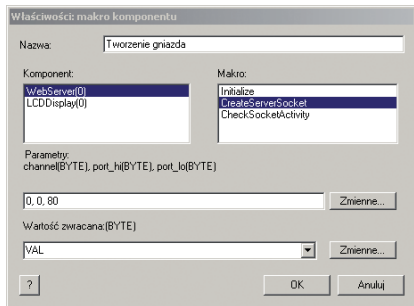 Właściwości: makro komponentu
Nazwa: Tworzenie gniazda
Komponent: Makro:
WebServer(0) Initialize
LCDDisplay(0) CreateServerSocket
CheckSocketActivity
Parametry:
channel(BYTE), port_hi(BYTE), port_lo(BYTE)
0, 0, 80 Zmienne...
Wartość zwracana:(BYTE)
VAL Zmienne...
? OK Anuluj